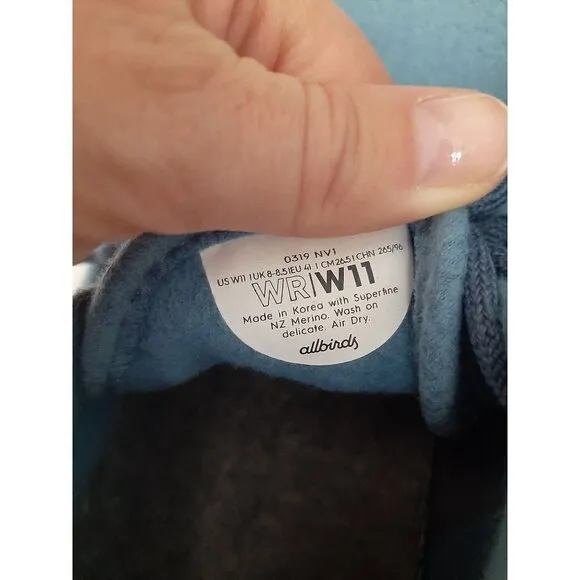 0319 NV1
US W11 | UK 8-8.5 | EU 41 | CM 26.5 | CHN 265/96
WR/W11
Made in Korea with Superfine
NZ Merino. Wash on
delicate. Air Dry.
allbirds